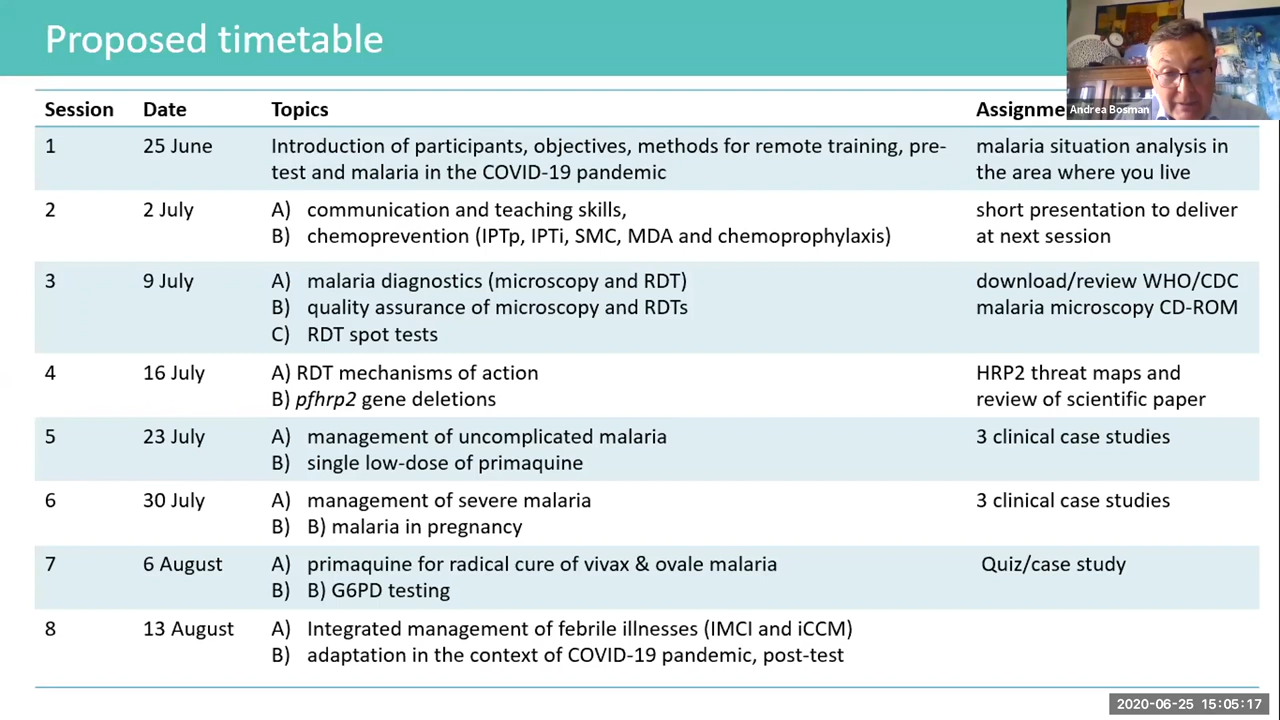 Proposed timetable
Andrea Bosman
Session Date Topics Assignme
1 25 June Introduction of participants, objectives, methods for remote training, pre-
test and malaria in the COVID-19 pandemic
malaria situation analysis in
the area where you live
2 2 July A) communication and teaching skills,
B) chemoprevention (IPTp, IPTi, SMC, MDA and chemoprophylaxis)
short presentation to deliver
at next session
3 9 July A) malaria diagnostics (microscopy and RDT)
B) quality assurance of microscopy and RDTs
C) RDT spot tests
download/review WHO/CDC
malaria microscopy CD-ROM
4 16 July A) RDT mechanisms of action
B) pfhrp2 gene deletions
HRP2 threat maps and
review of scientific paper
5 23 July A) management of uncomplicated malaria
B) single low-dose of primaquine
3 clinical case studies
6 30 July A) management of severe malaria
B) B) malaria in pregnancy
3 clinical case studies
7 6 August A) primaquine for radical cure of vivax & ovale malaria
B) B) G6PD testing
Quiz/case study
8 13 August A) Integrated management of febrile illnesses (IMCI and iCCM)
B) adaptation in the context of COVID-19 pandemic, post-test
2020-06-25 15:05:17